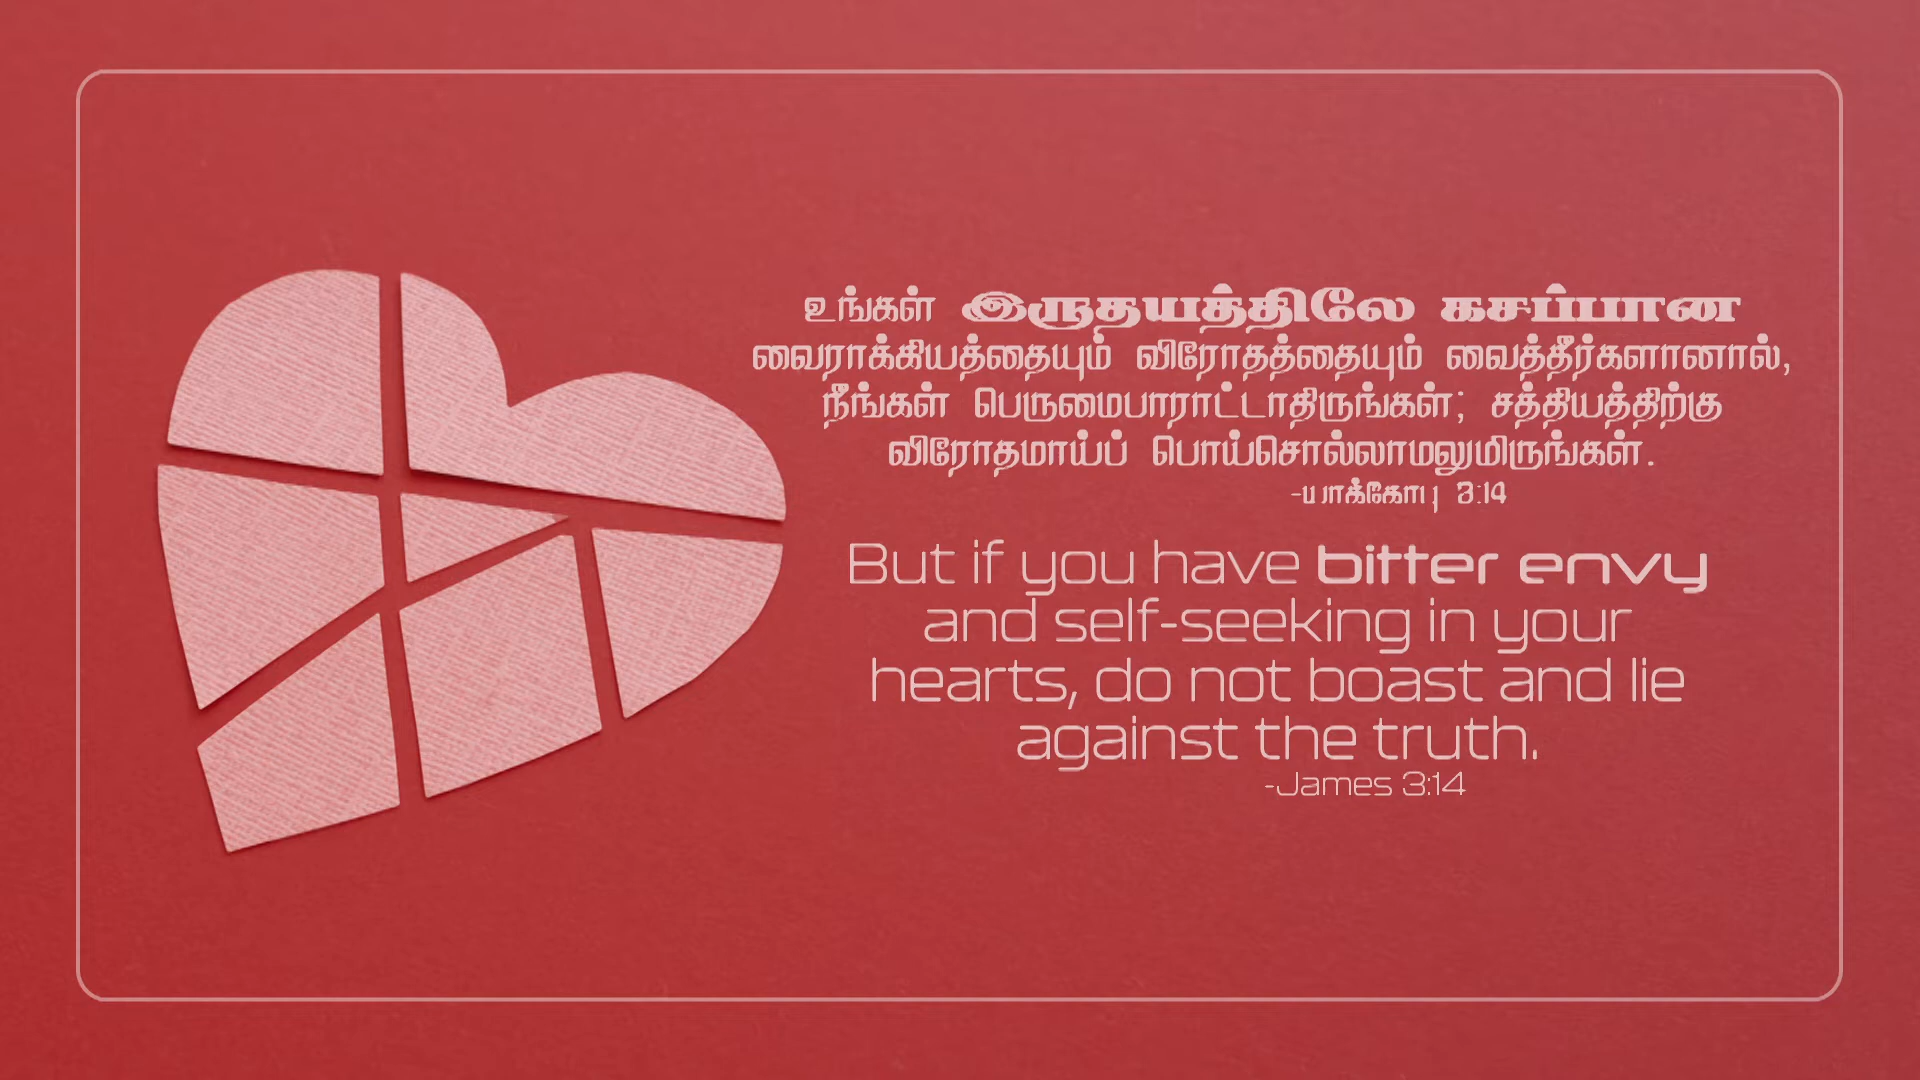 உங்கள் இருதயத்திலே கசப்பான
வைராக்கியத்தையும் விரோதத்தையும் வைத்தீர்களானால்,
நீங்கள் பெருமைபாராட்டாதிருங்கள்; சத்தியத்திற்கு
விரோதமாய்ப் பொய்சொல்லாமலுமிருங்கள்.
-யாக்கோபு 3:14
But if you have bitter envy
and self-seeking in your
hearts, do not boast and lie
against the truth.
-James 3:14